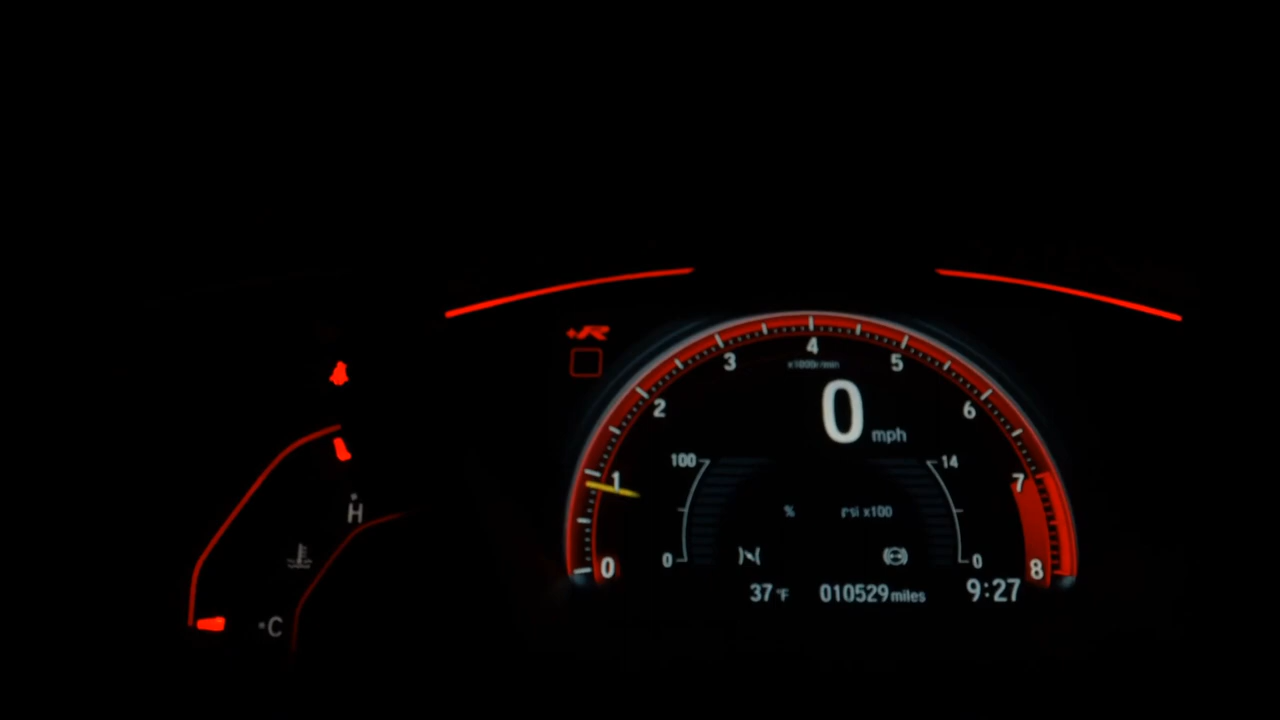 +R
4
3 5
x1000r/min
2 0 mph 6
100 14
1 7
H % psi x100
0 0
0 8
37 °F 010529 miles 9:27
C